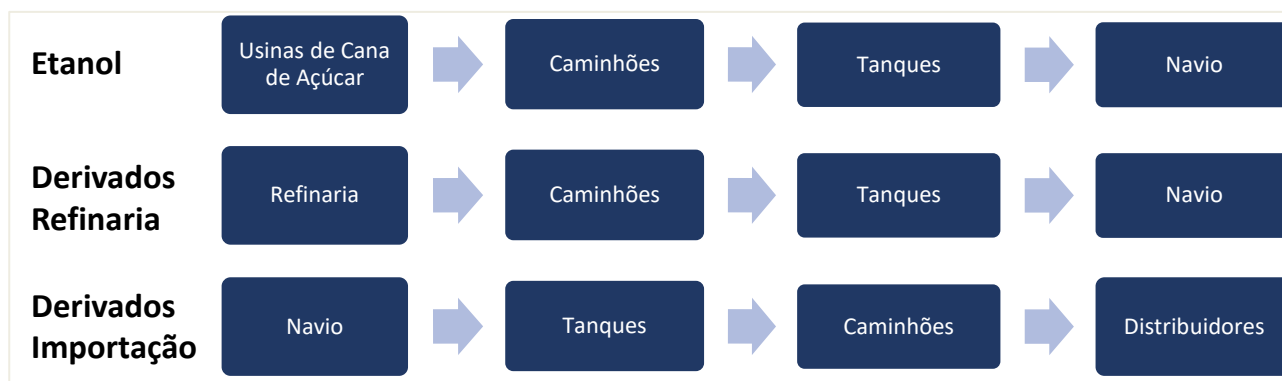 Etanol
Usinas de Cana
de Açúcar
Caminhões
Tanques
Navio
Derivados
Refinaria
Refinaria
Caminhões
Tanques
Navio
Derivados
Importação
Navio
Tanques
Caminhões
Distribuidores